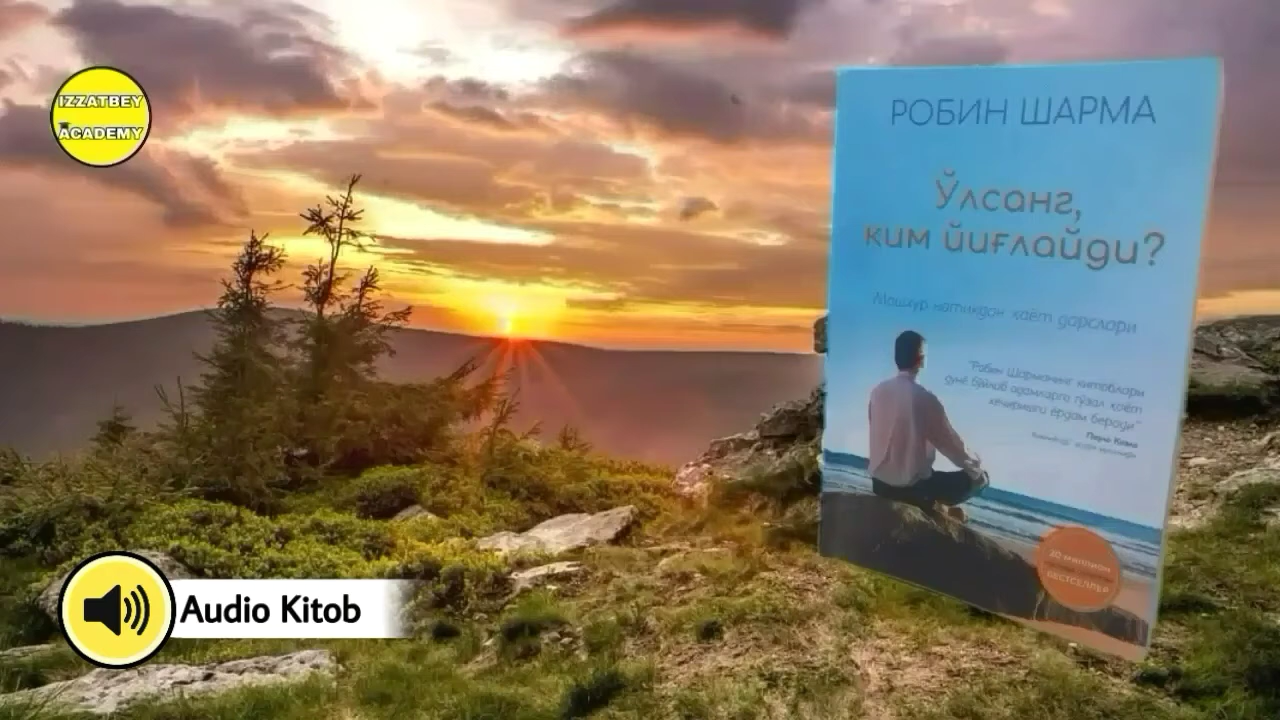 IZZATBEY
ACADEMY
РОБИН ШАРМА
Ўлсанг,
ким йиғлайди?
Машҳур нотиқдан ҳаёт дарслари
"Робин Шарманинг китоблари
дунё бўйлаб одамларга гўзал ҳаёт
кечиришга ёрдам беради"
Пауло Коэльо
БЕСТСЕЛЛЕР
Audio Kitob